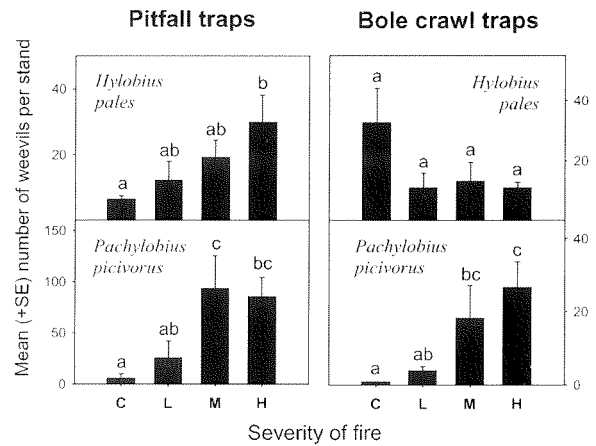 Pitfall traps
Bole crawl traps
Mean (+SE) number of weevils per stand
40
20
Hylobius
pales
a
ab
ab
b
Hylobius
pales
a
a
a
a
40
20
150
100
50
0
Pachylobius
picivorus
a
ab
c
bc
Pachylobius
picivorus
a
ab
bc
c
40
20
0
C L M H
C L M H
Severity of fire